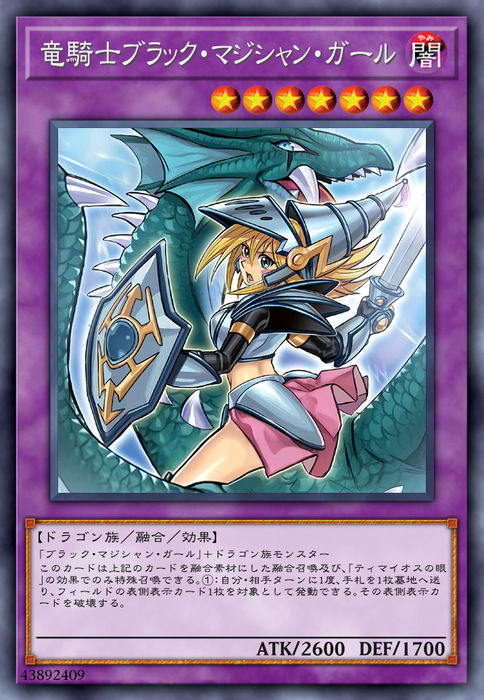 竜騎士ブラック・マジシャン・ガール
やみ
闇
【ドラゴン族／融合／効果】
「ブラック・マジシャン・ガール」＋ドラゴン族モンスター
このカードは上記のカードを融合素材にした融合召喚及び、「ティマイオスの眼」
の効果でのみ特殊召喚できる。①：自分・相手ターンに1度、手札を1枚墓地へ送
り、フィールドの表側表示カード1枚を対象として発動できる。その表側表示カー
ドを破壊する。
ATK/2600 DEF/1700
43892409